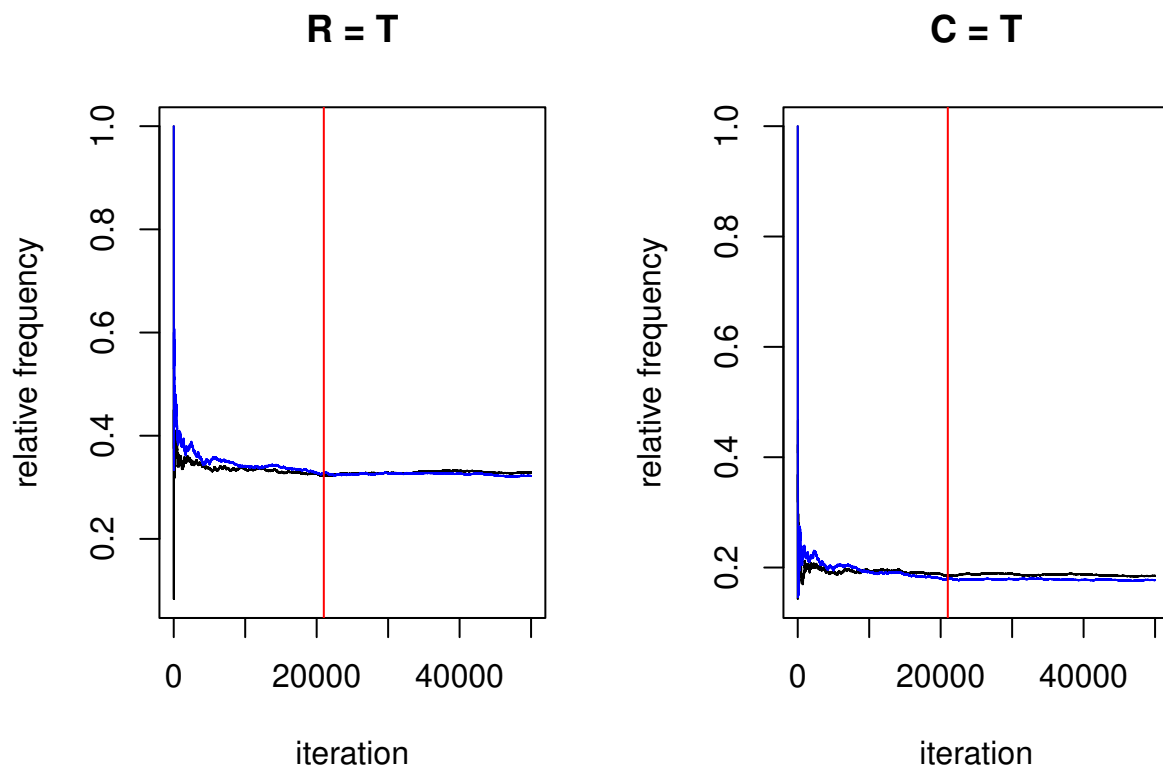 R = T
relative frequency
1.0
0.8
0.6
0.4
0.2
0 20000 40000
iteration
C = T
relative frequency
1.0
0.8
0.6
0.4
0.2
0 20000 40000
iteration